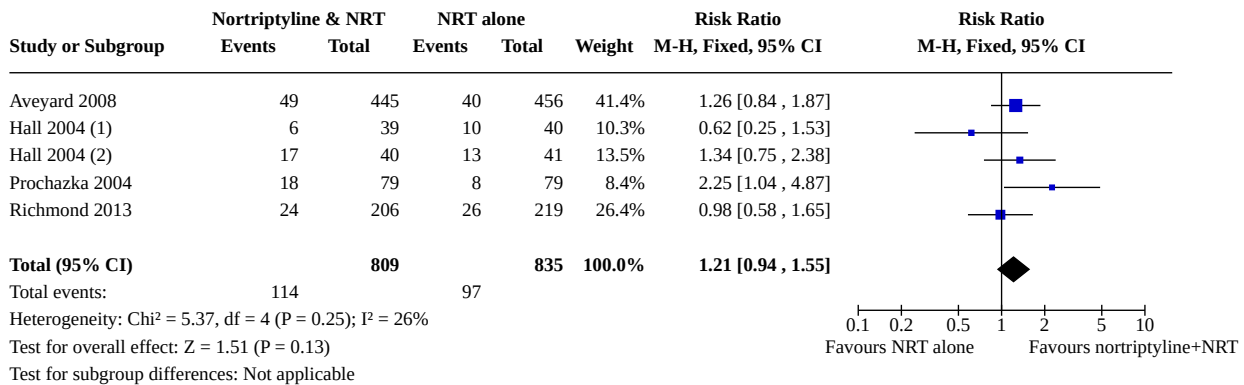 Nortriptyline & NRT NRT alone Risk Ratio Risk Ratio
Study or Subgroup Events Total Events Total Weight M-H, Fixed, 95% CI M-H, Fixed, 95% CI
Aveyard 2008 49 445 40 456 41.4% 1.26 [0.84 , 1.87]
Hall 2004 (1) 6 39 10 40 10.3% 0.62 [0.25 , 1.53]
Hall 2004 (2) 17 40 13 41 13.5% 1.34 [0.75 , 2.38]
Prochazka 2004 18 79 8 79 8.4% 2.25 [1.04 , 4.87]
Richmond 2013 24 206 26 219 26.4% 0.98 [0.58 , 1.65]
Total (95% CI) 809 835 100.0% 1.21 [0.94 , 1.55]
Total events: 114 97
Heterogeneity: Chi² = 5.37, df = 4 (P = 0.25); I² = 26%
Test for overall effect: Z = 1.51 (P = 0.13)
Test for subgroup differences: Not applicable
0.1 0.2 0.5 1 2 5 10
Favours NRT alone Favours nortriptyline+NRT